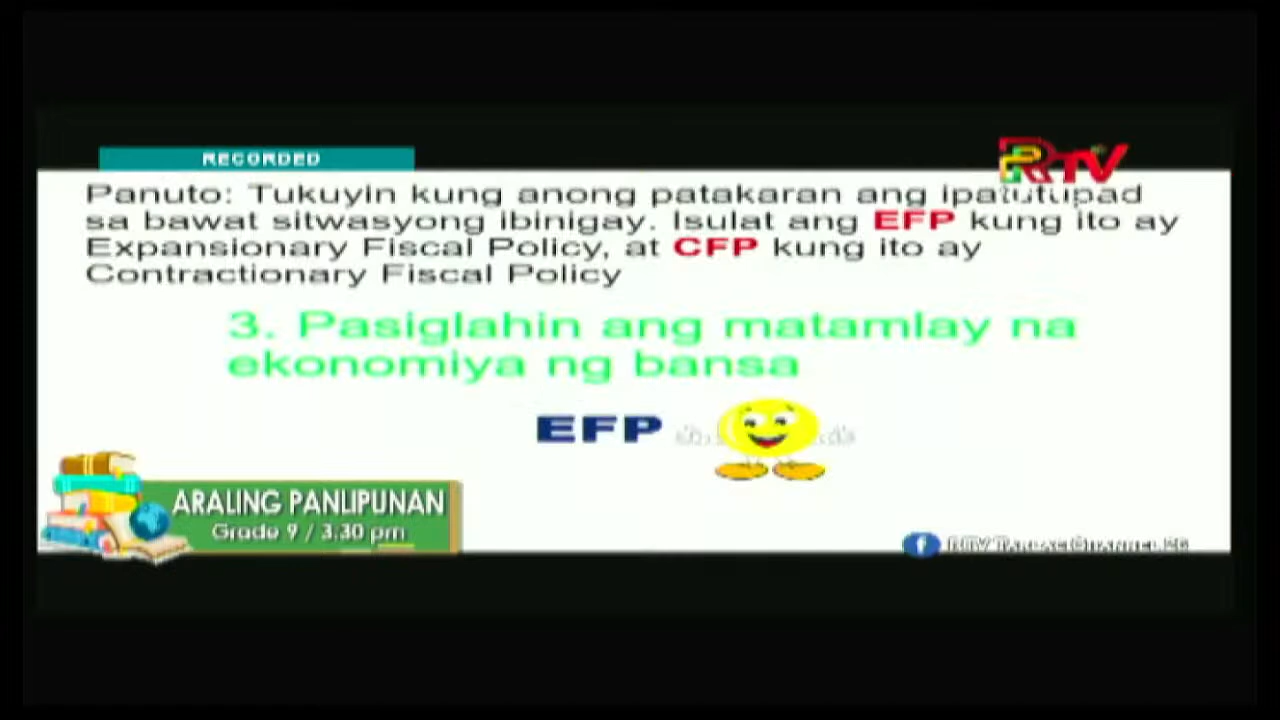 RECORDED
RTV
Panuto: Tukuyin kung anong patakaran ang ipatutupad
sa bawat sitwasyong ibinigay. Isulat ang EFP kung ito ay
Expansionary Fiscal Policy, at CFP kung ito ay
Contractionary Fiscal Policy
3. Pasiglahin ang matamlay na
ekonomiya ng bansa
EFP
ARALING PANLIPUNAN
Grade 9 / 3.30 pm